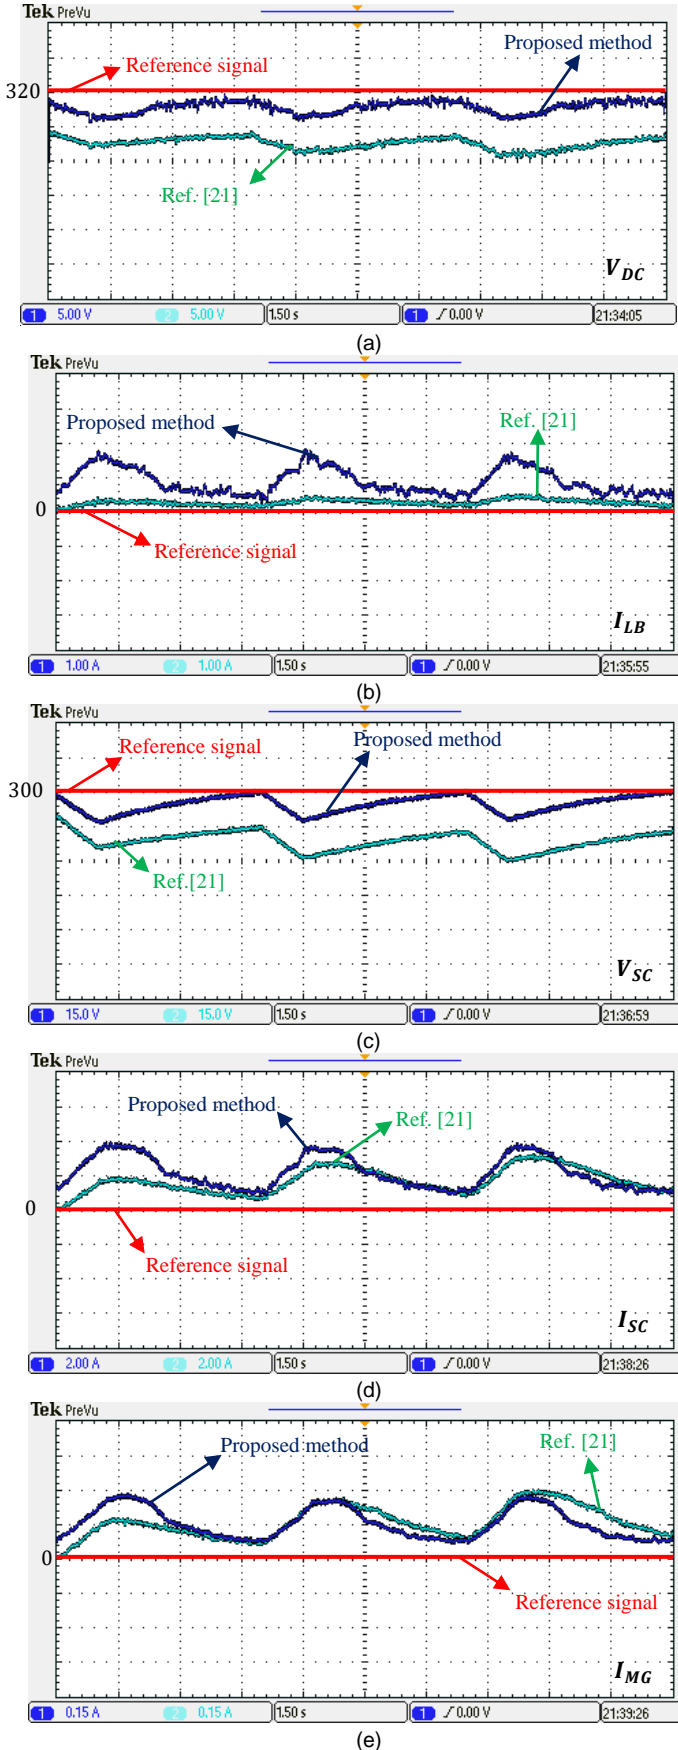 Tek PreVu
Proposed method
Reference signal
320
Ref. [21]
V_DC
1 5.00 V 2 5.00 V 1.50 s 1 ∫0.00 V 21:34:05
(a)
Tek PreVu
Proposed method
Ref. [21]
0
Reference signal
I_LB
1 1.00 A 2 1.00 A 1.50 s 1 ∫0.00 V 21:35:55
(b)
Tek PreVu
Reference signal
Proposed method
300
Ref.[21]
V_SC
1 15.0 V 2 15.0 V 1.50 s 1 ∫0.00 V 21:36:59
(c)
Tek PreVu
Proposed method
Ref. [21]
0
Reference signal
I_SC
1 2.00 A 2 2.00 A 1.50 s 1 ∫0.00 V 21:38:26
(d)
Tek PreVu
Proposed method
Ref. [21]
0
Reference signal
I_MG
1 0.15 A 2 0.15 A 1.50 s 1 ∫0.00 V 21:39:26
(e)